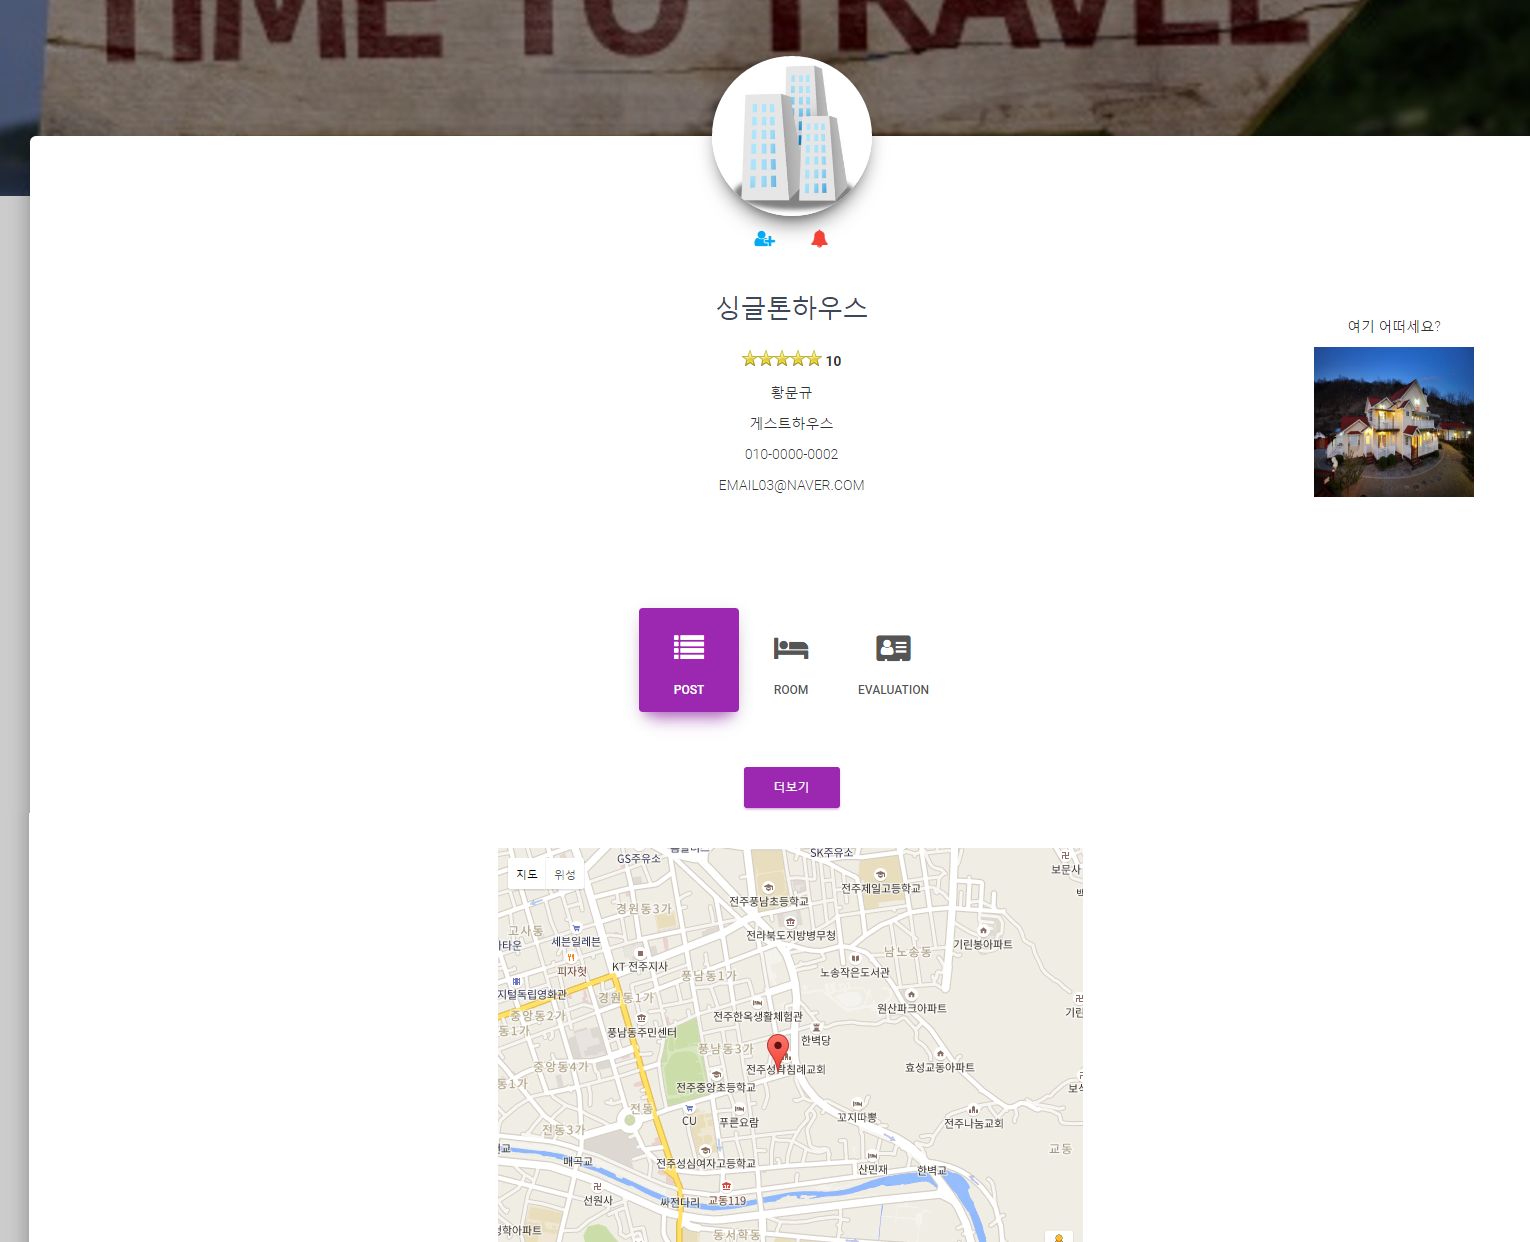 TIME TO TRAVEL
싱글톤하우스
10
황문규
게스트하우스
010-0000-0002
EMAIL03@NAVER.COM
여기 어떠세요?
POST
ROOM
EVALUATION
더보기
지도
위성
GS주유소
SK주유소
보문사
전주제일고등학교
전주풍남초등학교
경원동3가
고사동
세븐일레븐
전라북도지방병무청
남노송동
기린봉아파트
피자헛
KT 전주지사
풍남동1가
노송작은도서관
지털독립영화관
경원동1가
원산파크아파트
중앙동2가
동1가
풍남동주민센터
전주한옥생활체험관
한벽당
풍남동3가
중앙동4가
전주성락침례교회
효성교동아파트
동1가
전주중앙초등학교
전동
CU
푸른요람
꼬지따뽕
전주나눔교회
전동3가
교동
매곡교
전주성심여자고등학교
산민재
한벽교
선원사
싸전다리
교동119
동서학동